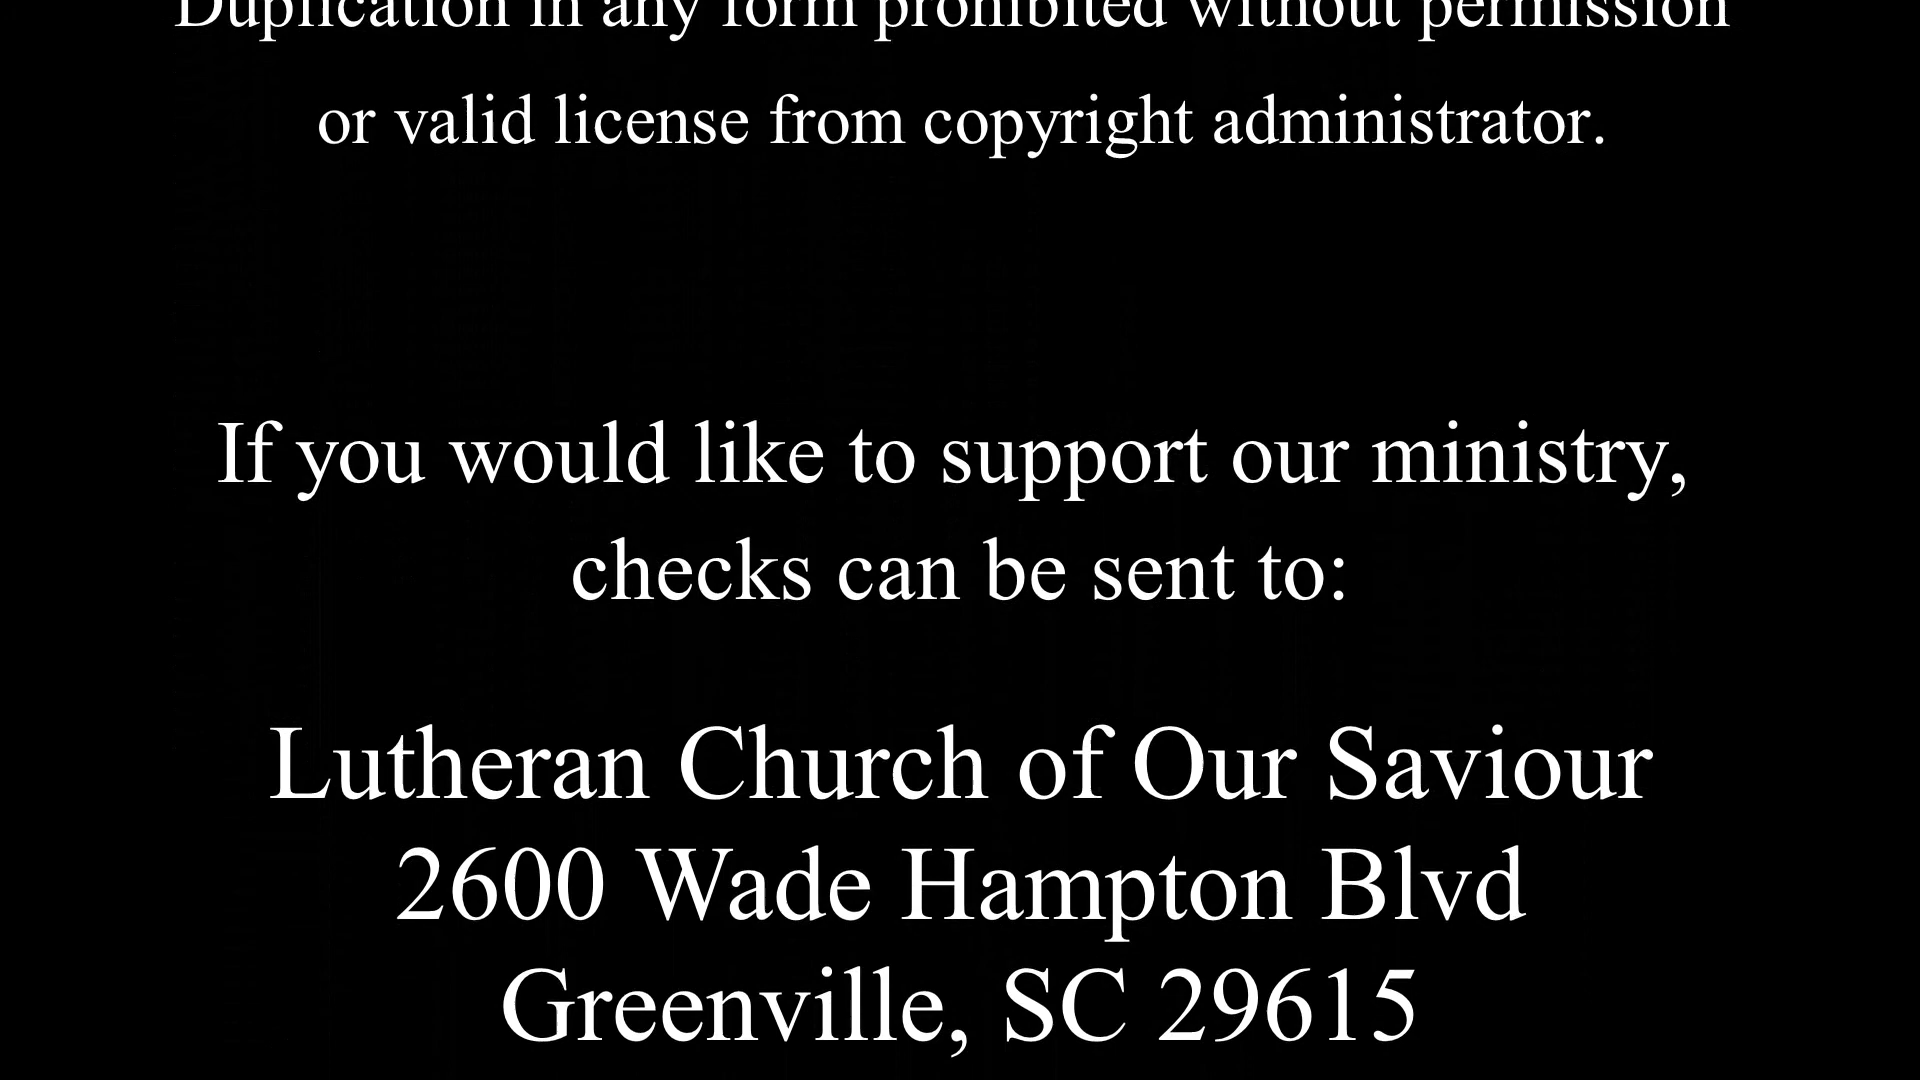 Duplication in any form prohibited without permission
or valid license from copyright administrator.
If you would like to support our ministry,
checks can be sent to:
Lutheran Church of Our Saviour
2600 Wade Hampton Blvd
Greenville, SC 29615